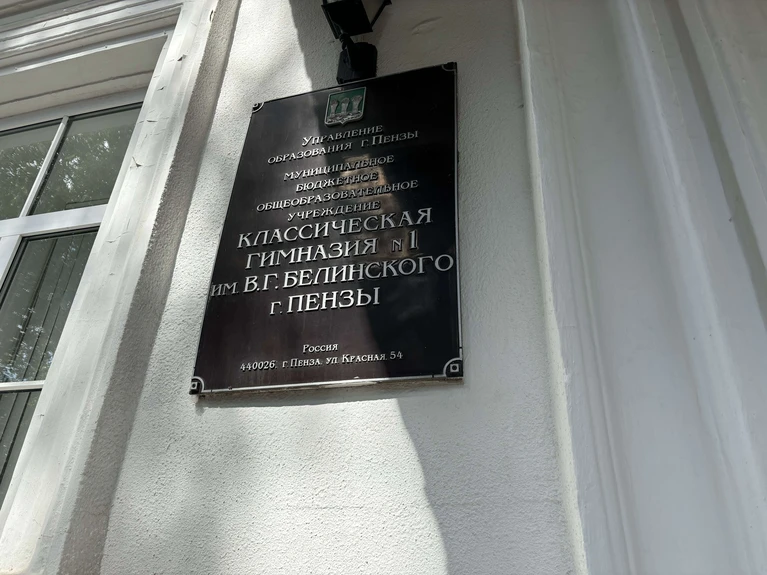 Управление
образования г. Пензы
муниципальное
бюджетное
общеобразовательное
учреждение
Классическая
гимназия №1
им. В.Г. Белинского
г. Пензы
Россия
440026, г. Пенза, ул. Красная, 54